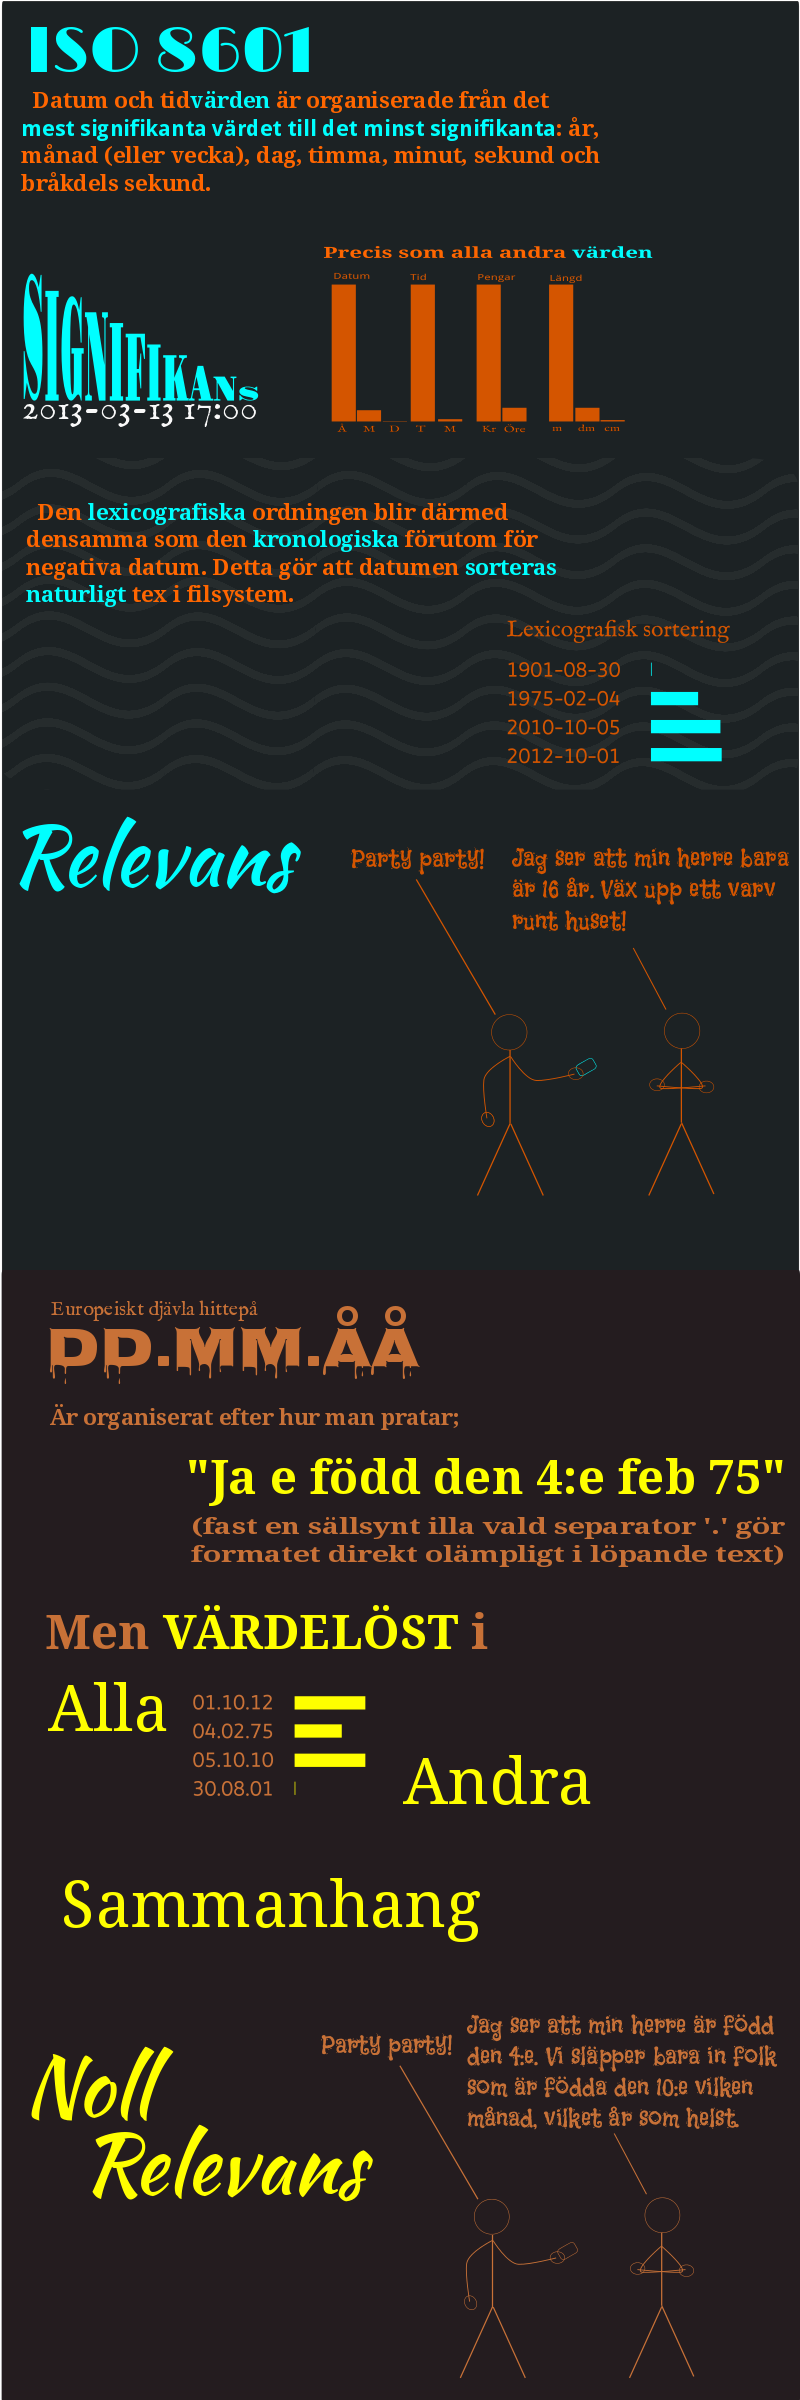 ISO 8601
Datum och tidvärden är organiserade från det
mest signifikanta värdet till det minst signifikanta: år,
månad (eller vecka), dag, timma, minut, sekund och
bråkdels sekund.
Precis som alla andra värden
Datum Tid Pengar Längd
SIGNIFIKANS
2013-03-13 17:00
Å M D T M Kr Öre m dm cm
Den lexicografiska ordningen blir därmed
densamma som den kronologiska förutom för
negativa datum. Detta gör att datumen sorteras
naturligt tex i filsystem.
Lexicografisk sortering
1901-08-30
1975-02-04
2010-10-05
2012-10-01
Relevans
Party party!
Jag ser att min herre bara
är 16 år. Väx upp ett varv
runt huset!
Europeiskt djävla hittepå
DD.MM.ÅÅ
Är organiserat efter hur man pratar;
"Ja e född den 4:e feb 75"
(fast en sällsynt illa vald separator '.' gör
formatet direkt olämpligt i löpande text)
Men VÄRDELÖST i
Alla
01.10.12
04.02.75
05.10.10
30.08.01
Andra
Sammanhang
Noll
Relevans
Party party!
Jag ser att min herre är född
den 4:e. Vi släpper bara in folk
som är födda den 10:e vilken
månad, vilket år som helst.